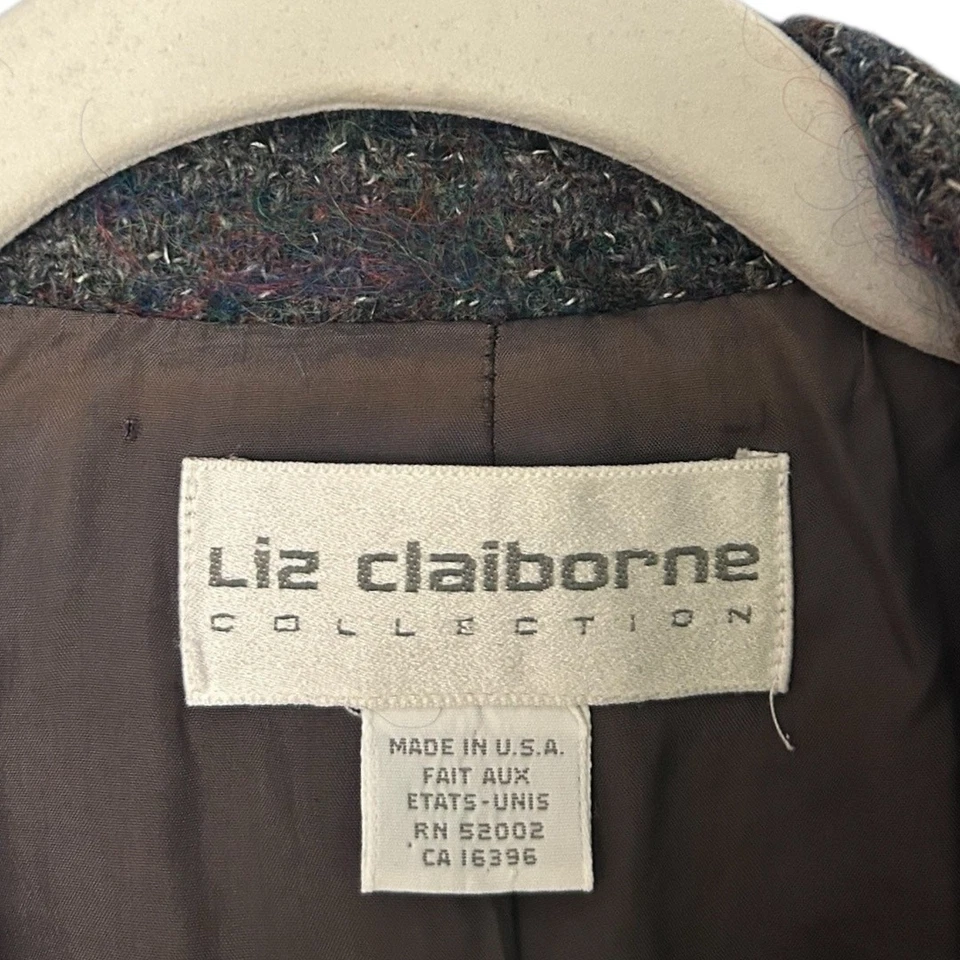 Liz claiborne
COLLECTION
MADE IN U.S.A.
FAIT AUX
ETATS-UNIS
RN 52002
CA 16396